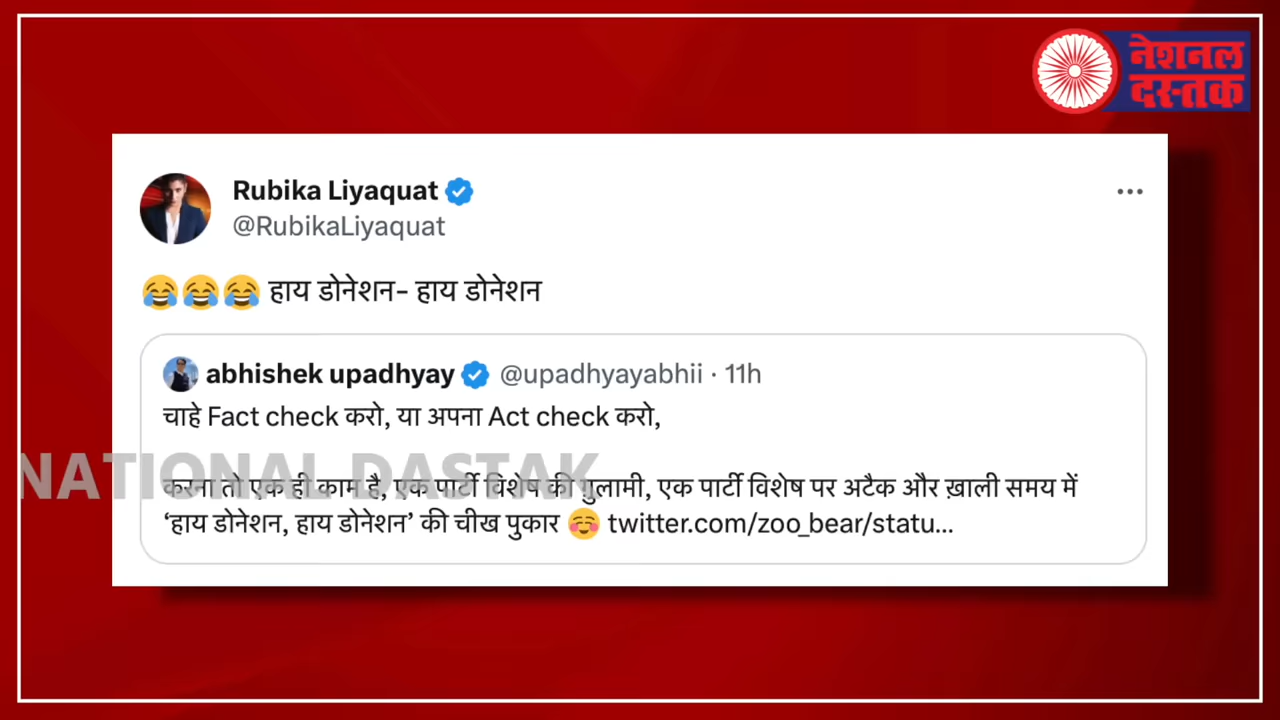 नेशनल
दस्तक
Rubika Liyaquat
@RubikaLiyaquat
😂😂😂 हाय डोनेशन- हाय डोनेशन
abhishek upadhyay @upadhyayabhii · 11h
चाहे Fact check करो, या अपना Act check करो,
करना तो एक ही काम है, एक पार्टी विशेष की ग़ुलामी, एक पार्टी विशेष पर अटैक और ख़ाली समय में
‘हाय डोनेशन, हाय डोनेशन’ की चीख पुकार ☺️ twitter.com/zoo_bear/statu...
NATIONAL DASTAK